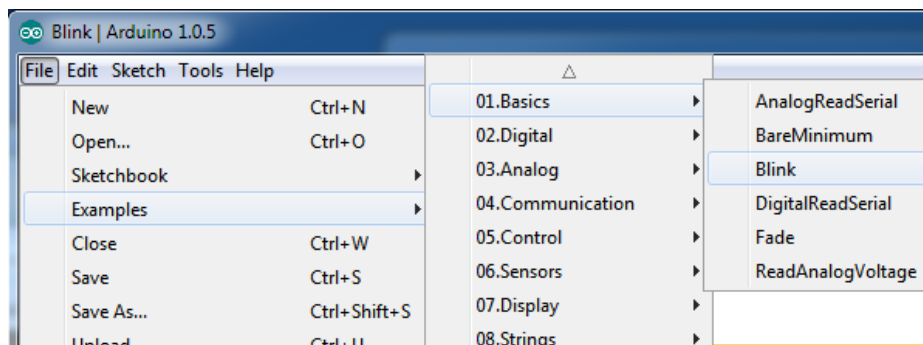 Blink | Arduino 1.0.5
File Edit Sketch Tools Help
New Ctrl+N
Open... Ctrl+O
Sketchbook
Examples
Close Ctrl+W
Save Ctrl+S
Save As... Ctrl+Shift+S
Upload Ctrl+U
01.Basics
02.Digital
03.Analog
04.Communication
05.Control
06.Sensors
07.Display
08.Strings
AnalogReadSerial
BareMinimum
Blink
DigitalReadSerial
Fade
ReadAnalogVoltage